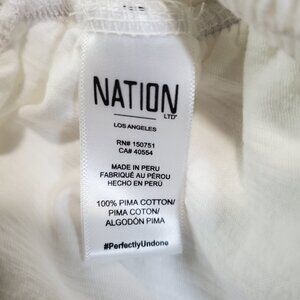 NATION
LTD
LOS ANGELES
RN# 150751
CA# 40554
MADE IN PERU
FABRIQUÉ AU PÉROU
HECHO EN PERÚ
100% PIMA COTTON/
PIMA COTON/
ALGODÓN PIMA
#PerfectlyUndone